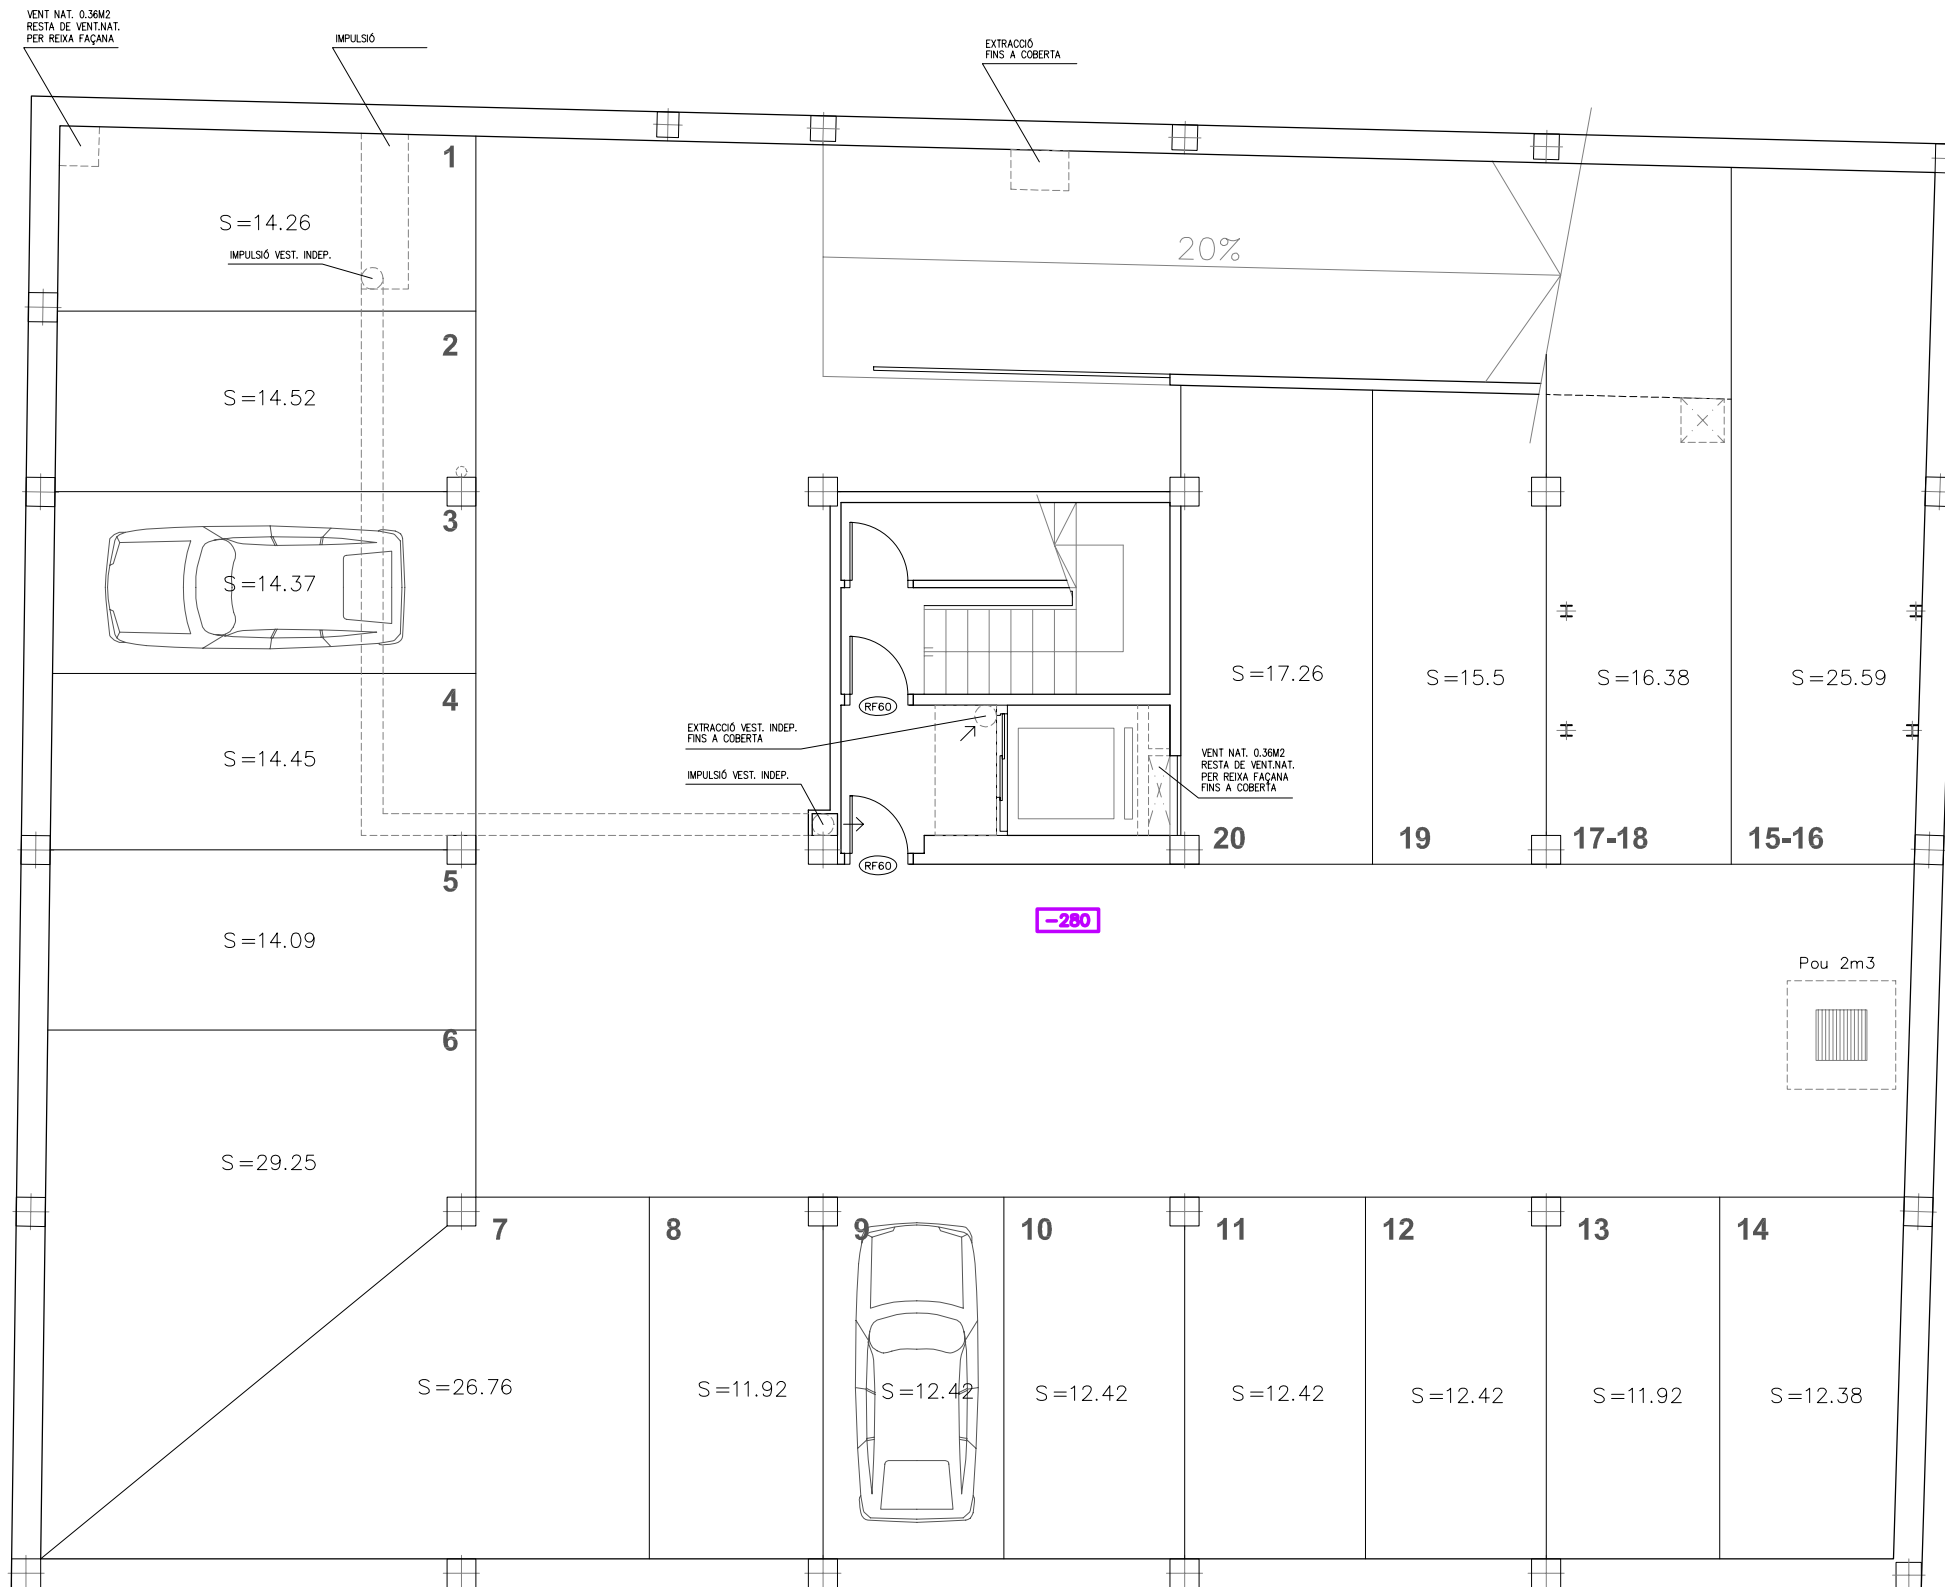 VENT NAT. 0.36M2
RESTA DE VENT.NAT.
PER REIXA FAÇANA
IMPULSIÓ
EXTRACCIÓ
FINS A COBERTA
1
S=14.26
IMPULSIÓ VEST. INDEP.
20%
2
S=14.52
3
S=14.37
4
S=14.45
5
S=14.09
6
S=29.25
RF60
EXTRACCIÓ VEST. INDEP.
FINS A COBERTA
IMPULSIÓ VEST. INDEP.
RF60
VENT NAT. 0.36M2
RESTA DE VENT.NAT.
PER REIXA FAÇANA
FINS A COBERTA
S=17.26
S=15.5
S=16.38
S=25.59
20
19
17-18
15-16
-280
Pou 2m3
7
8
9
10
11
12
13
14
S=26.76
S=11.92
S=12.42
S=12.42
S=12.42
S=12.42
S=11.92
S=12.38